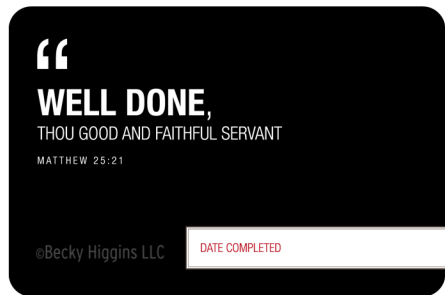 “
WELL DONE,
THOU GOOD AND FAITHFUL SERVANT
MATTHEW 25:21
©Becky Higgins LLC
DATE COMPLETED